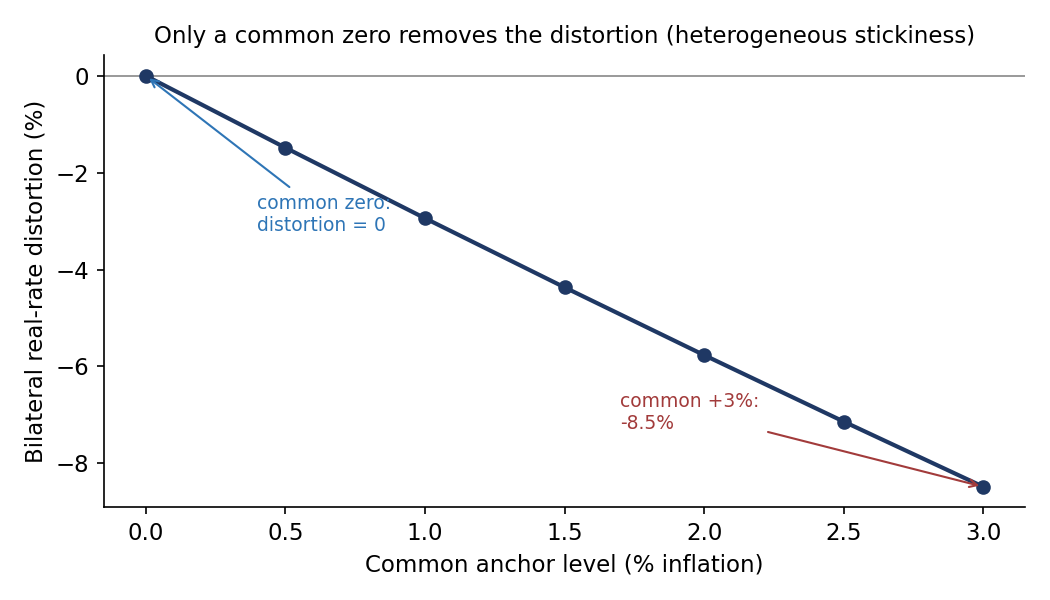 Only a common zero removes the distortion (heterogeneous stickiness)
Bilateral real-rate distortion (%)
0
−2
−4
−6
−8
common zero:
distortion = 0
common +3%:
-8.5%
0.0
0.5
1.0
1.5
2.0
2.5
3.0
Common anchor level (% inflation)